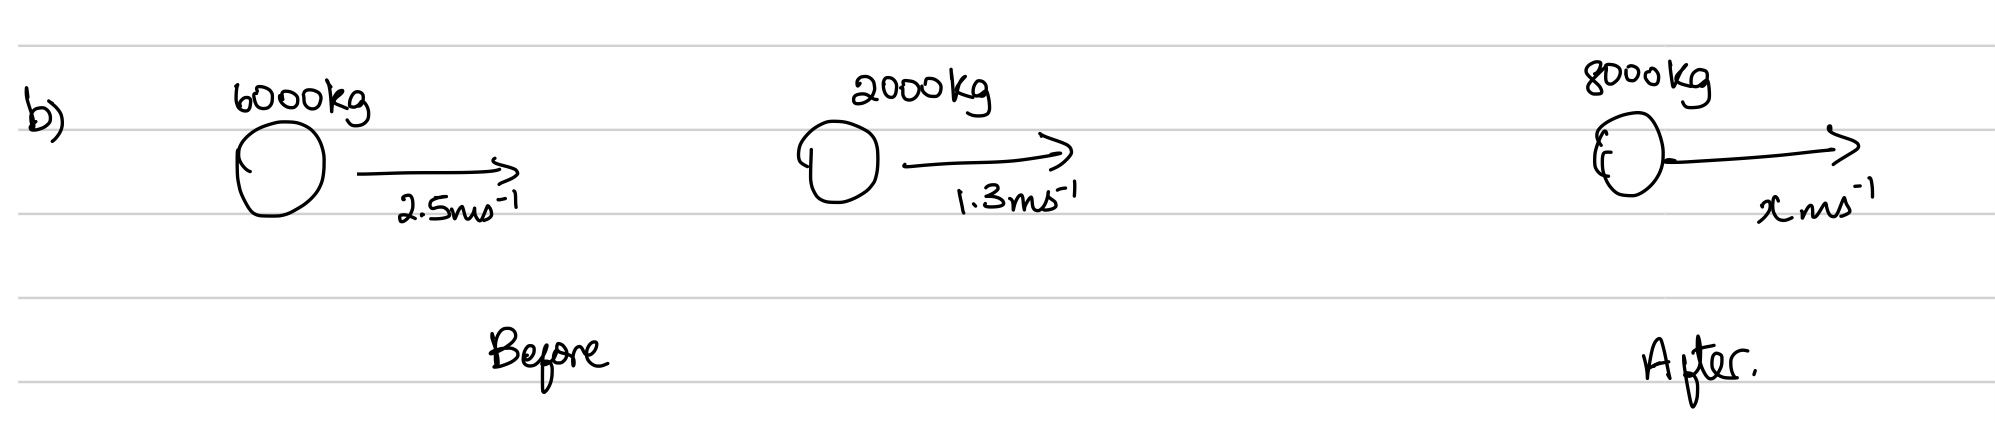 b) 6000kg 2000kg 8000kg
2.5ms⁻¹ 1.3ms⁻¹ x ms⁻¹
Before After.